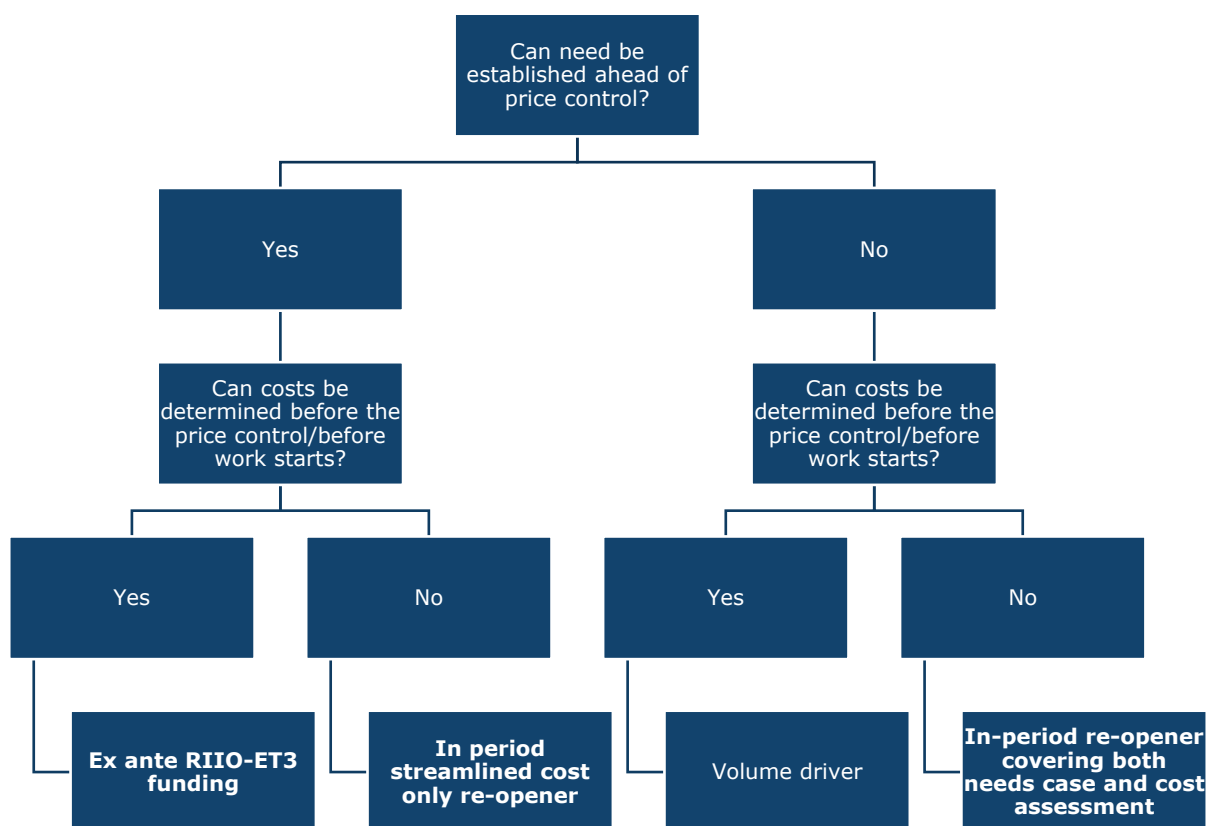 Can need be
established ahead of
price control?
Yes
No
Can costs be
determined before the
price control/before
work starts?
Can costs be
determined before the
price control/before
work starts?
Yes
No
Yes
No
Ex ante RIIO-ET3
funding
In period
streamlined cost
only re-opener
Volume driver
In-period re-opener
covering both
needs case and cost
assessment